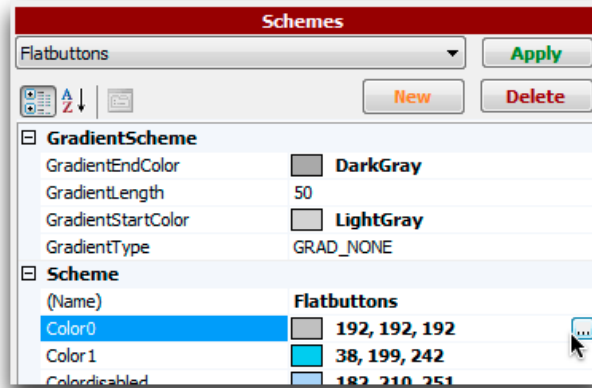 Schemes
Flatbuttons Apply
New Delete
GradientScheme
GradientEndColor DarkGray
GradientLength 50
GradientStartColor LightGray
GradientType GRAD_NONE
Scheme
(Name) Flatbuttons
Color0 192, 192, 192 ...
Color1 38, 199, 242
Colordisabled 182, 210, 251